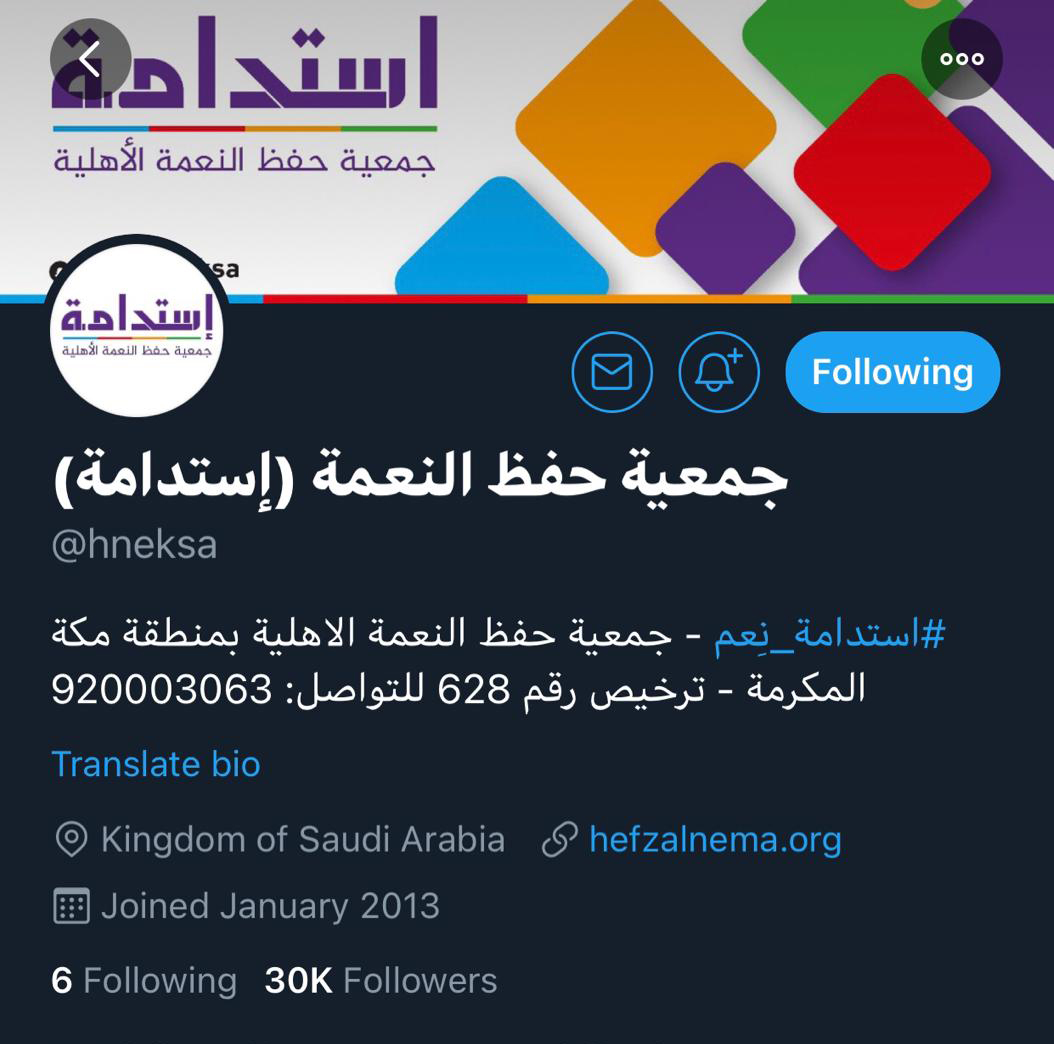 استدامة
جمعية حفظ النعمة الأهلية
sa
إستدامة
جمعية حفظ النعمة الأهلية
Following
جمعية حفظ النعمة (إستدامة)
@hneksa
#استدامة_نِعم - جمعية حفظ النعمة الاهلية بمنطقة مكة
المكرمة - ترخيص رقم 628 للتواصل: 920003063
Translate bio
Kingdom of Saudi Arabia hefzalnema.org
Joined January 2013
6 Following 30K Followers